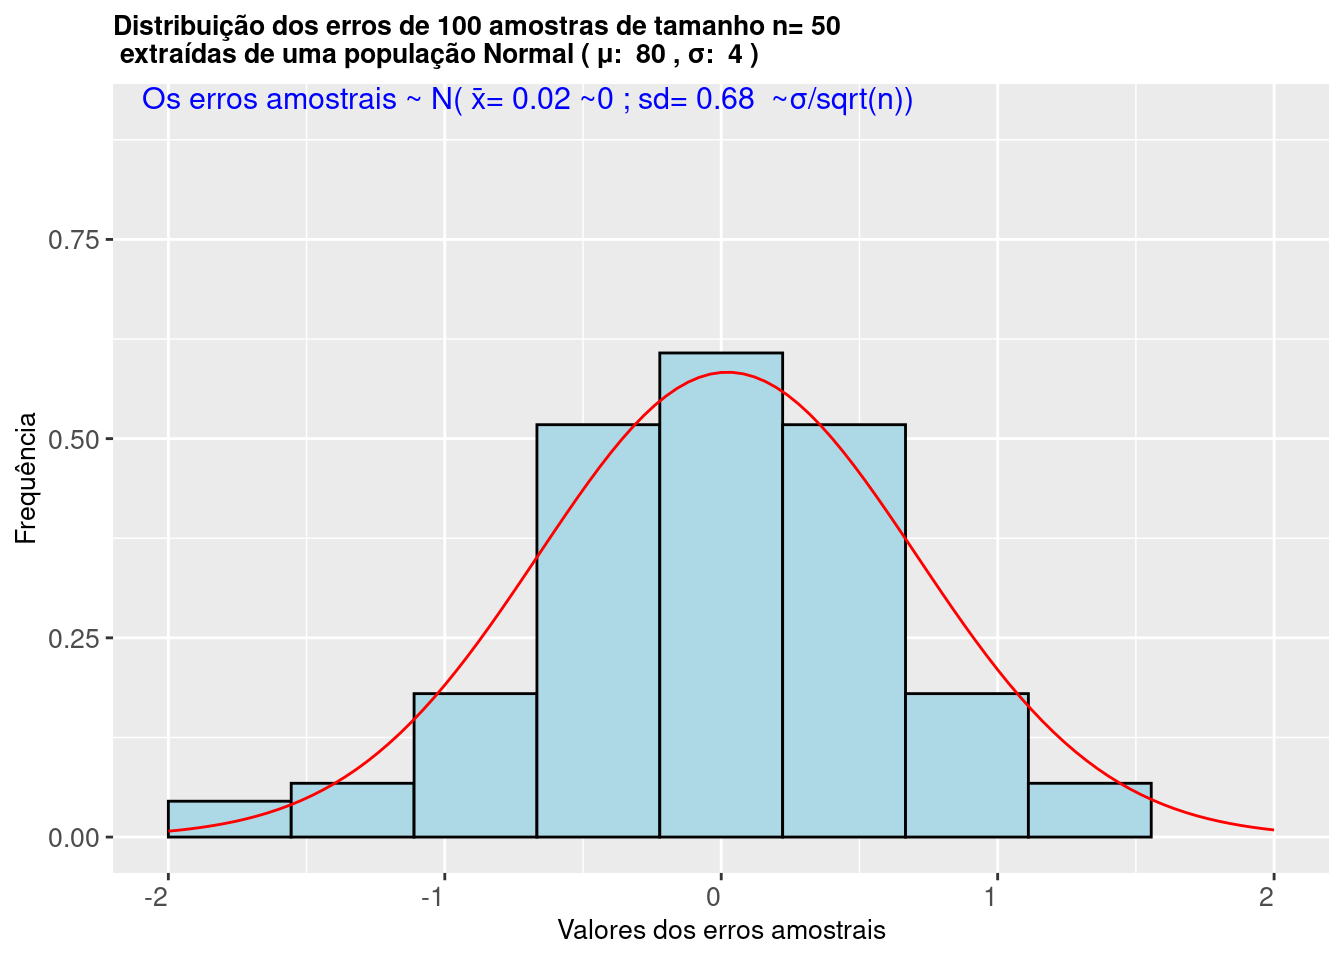 Distribuição dos erros de 100 amostras de tamanho n= 50
extraídas de uma população Normal ( μ:  80 , σ:  4 )
Os erros amostrais ~ N( x̄= 0.02 ~0 ; sd= 0.68  ~σ/sqrt(n))
0.75
0.50
0.25
0.00
Frequência
-2
-1
0
1
2
Valores dos erros amostrais